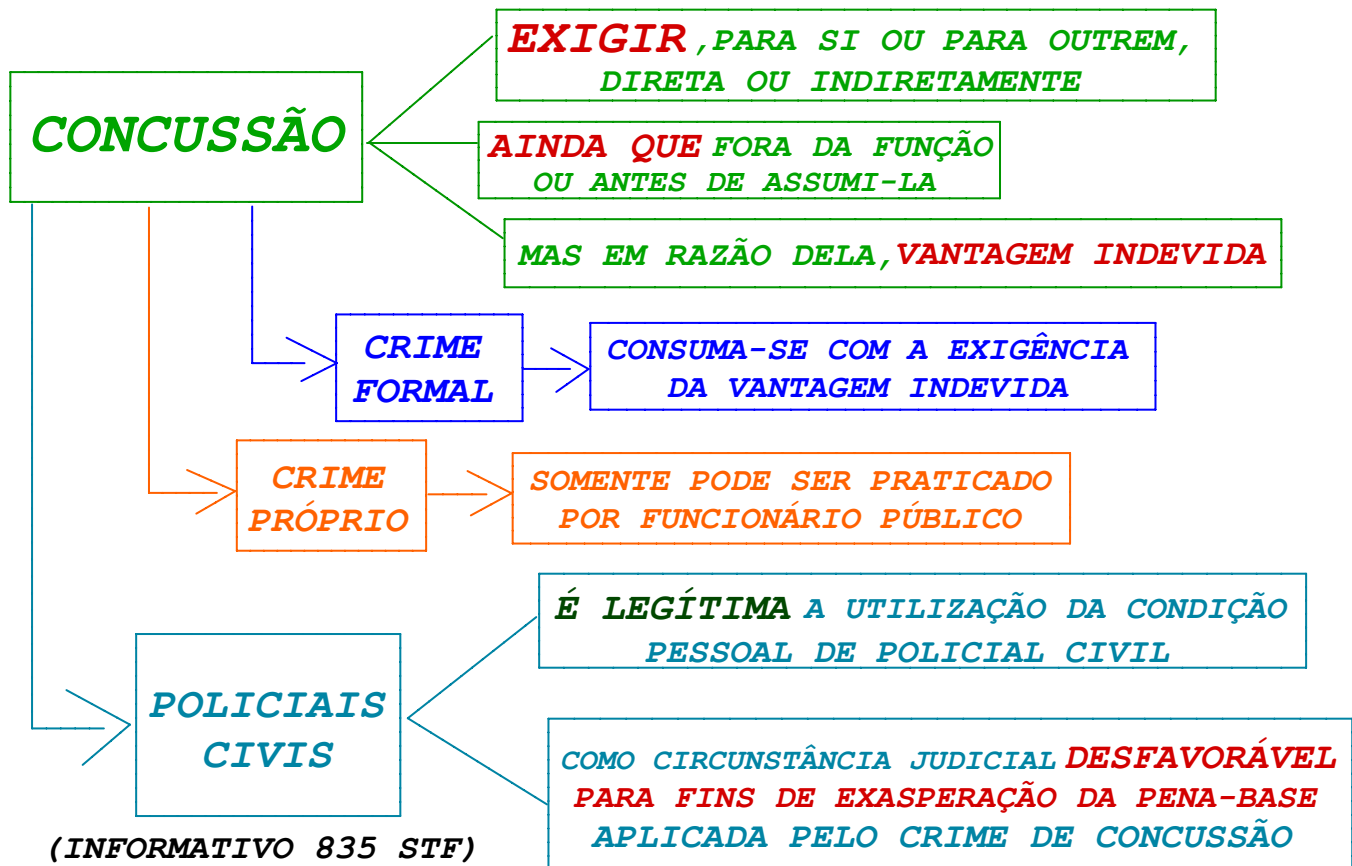 CONCUSSÃO
EXIGIR ,PARA SI OU PARA OUTREM,
DIRETA OU INDIRETAMENTE
AINDA QUE FORA DA FUNÇÃO
OU ANTES DE ASSUMI-LA
MAS EM RAZÃO DELA, VANTAGEM INDEVIDA
CRIME
FORMAL
CONSUMA-SE COM A EXIGÊNCIA
DA VANTAGEM INDEVIDA
CRIME
PRÓPRIO
SOMENTE PODE SER PRATICADO
POR FUNCIONÁRIO PÚBLICO
POLICIAIS
CIVIS
É LEGÍTIMA A UTILIZAÇÃO DA CONDIÇÃO
PESSOAL DE POLICIAL CIVIL
COMO CIRCUNSTÂNCIA JUDICIAL DESFAVORÁVEL
PARA FINS DE EXASPERAÇÃO DA PENA-BASE
APLICADA PELO CRIME DE CONCUSSÃO
(INFORMATIVO 835 STF)